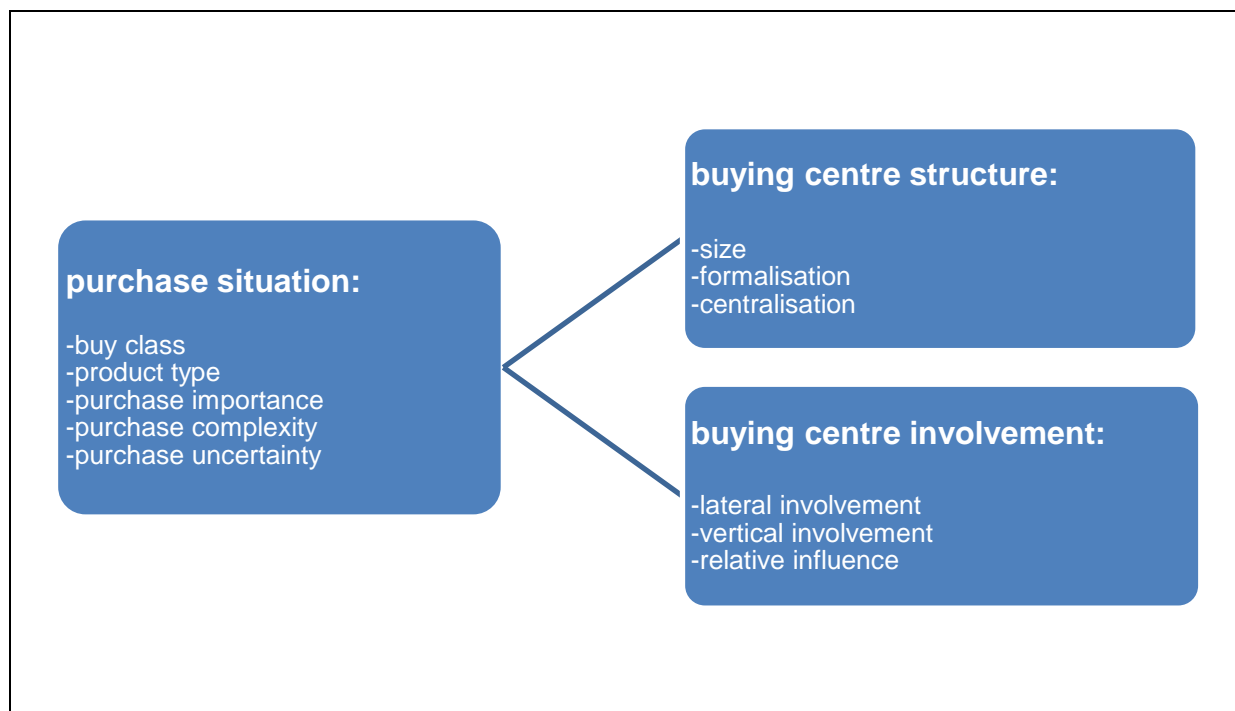 purchase situation:
-buy class
-product type
-purchase importance
-purchase complexity
-purchase uncertainty
buying centre structure:
-size
-formalisation
-centralisation
buying centre involvement:
-lateral involvement
-vertical involvement
-relative influence